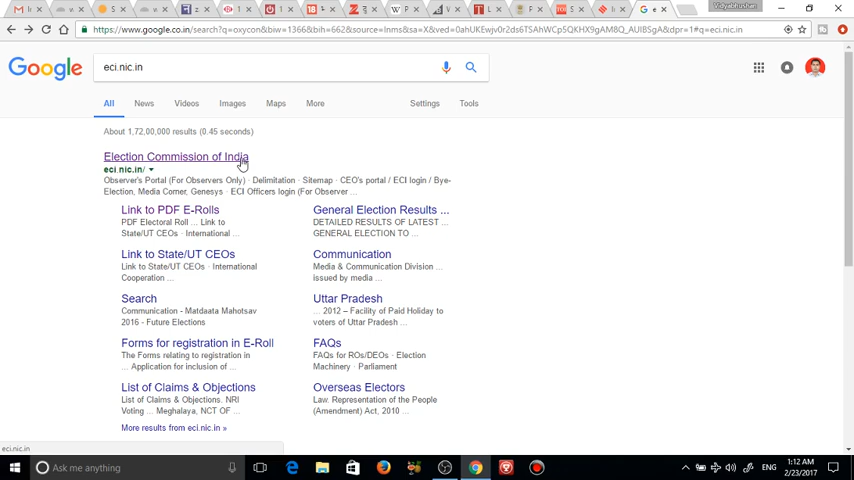 Vidyabhushan
https://www.google.co.in/search?q=oxycon&biw=1366&bih=662&source=lnms&sa=X&ved=0ahUKEwjv0r2ds6TSAhWCpSQKHX9gAM8Q_AUIBSgA&dpr=1#q=eci.nic.in
Google
eci.nic.in
All News Videos Images Maps More Settings Tools
About 1,72,00,000 results (0.45 seconds)
Election Commission of India
eci.nic.in/
Observer's Portal (For Observers Only) · Delimitation · Sitemap · CEO's portal / ECI login / Bye-
Election, Media Corner, Genesys · ECI Officers login (For Observer ...
Link to PDF E-Rolls
PDF Electoral Roll ... Link to
State/UT CEOs · International ...
General Election Results ...
DETAILED RESULTS OF LATEST ...
GENERAL ELECTION TO ...
Link to State/UT CEOs
Link to State/UT CEOs · International
Cooperation ...
Communication
Media & Communication Division ...
issued by media ...
Search
Communication - Matdaata Mahotsav
2016 - Future Elections
Uttar Pradesh
... 2012 – Facility of Paid Holiday to
voters of Uttar Pradesh ...
Forms for registration in E-Roll
The Forms relating to registration in
... Application for inclusion of ...
FAQs
FAQs for ROs/DEOs · Election
Machinery · Parliament
List of Claims & Objections
List of Claims & Objections. NRI
Voting ... Meghalaya, NCT OF ...
Overseas Electors
Law. Representation of the People
(Amendment) Act, 2010 ...
More results from eci.nic.in »
eci.nic.in
Ask me anything
ENG
1:12 AM
2/23/2017